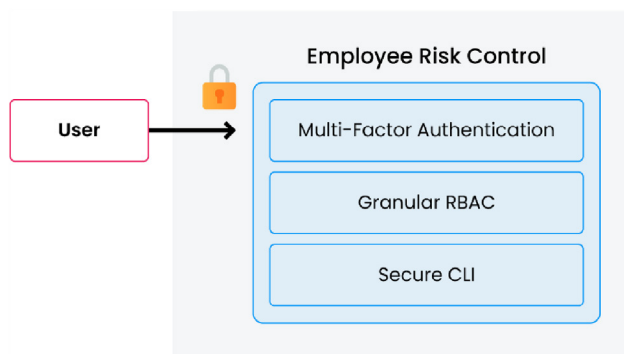 Employee Risk Control
User
Multi-Factor Authentication
Granular RBAC
Secure CLI